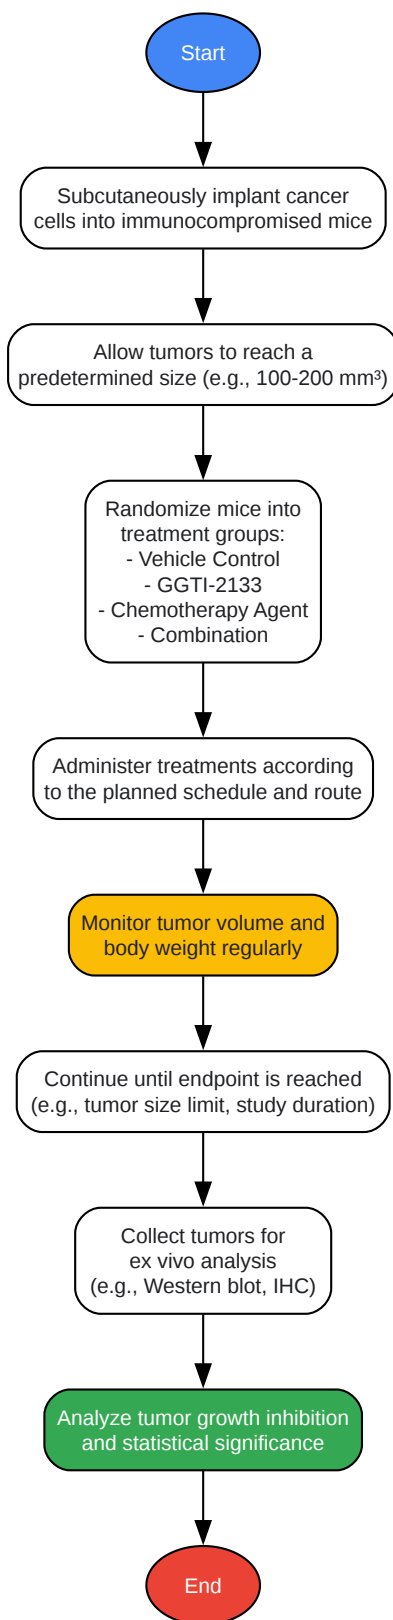 Start
Subcutaneously implant cancer
cells into immunocompromised mice
Allow tumors to reach a
predetermined size (e.g., 100-200 mm³)
Randomize mice into
treatment groups:
- Vehicle Control
- GGTI-2133
- Chemotherapy Agent
- Combination
Administer treatments according
to the planned schedule and route
Monitor tumor volume and
body weight regularly
Continue until endpoint is reached
(e.g., tumor size limit, study duration)
Collect tumors for
ex vivo analysis
(e.g., Western blot, IHC)
Analyze tumor growth inhibition
and statistical significance
End